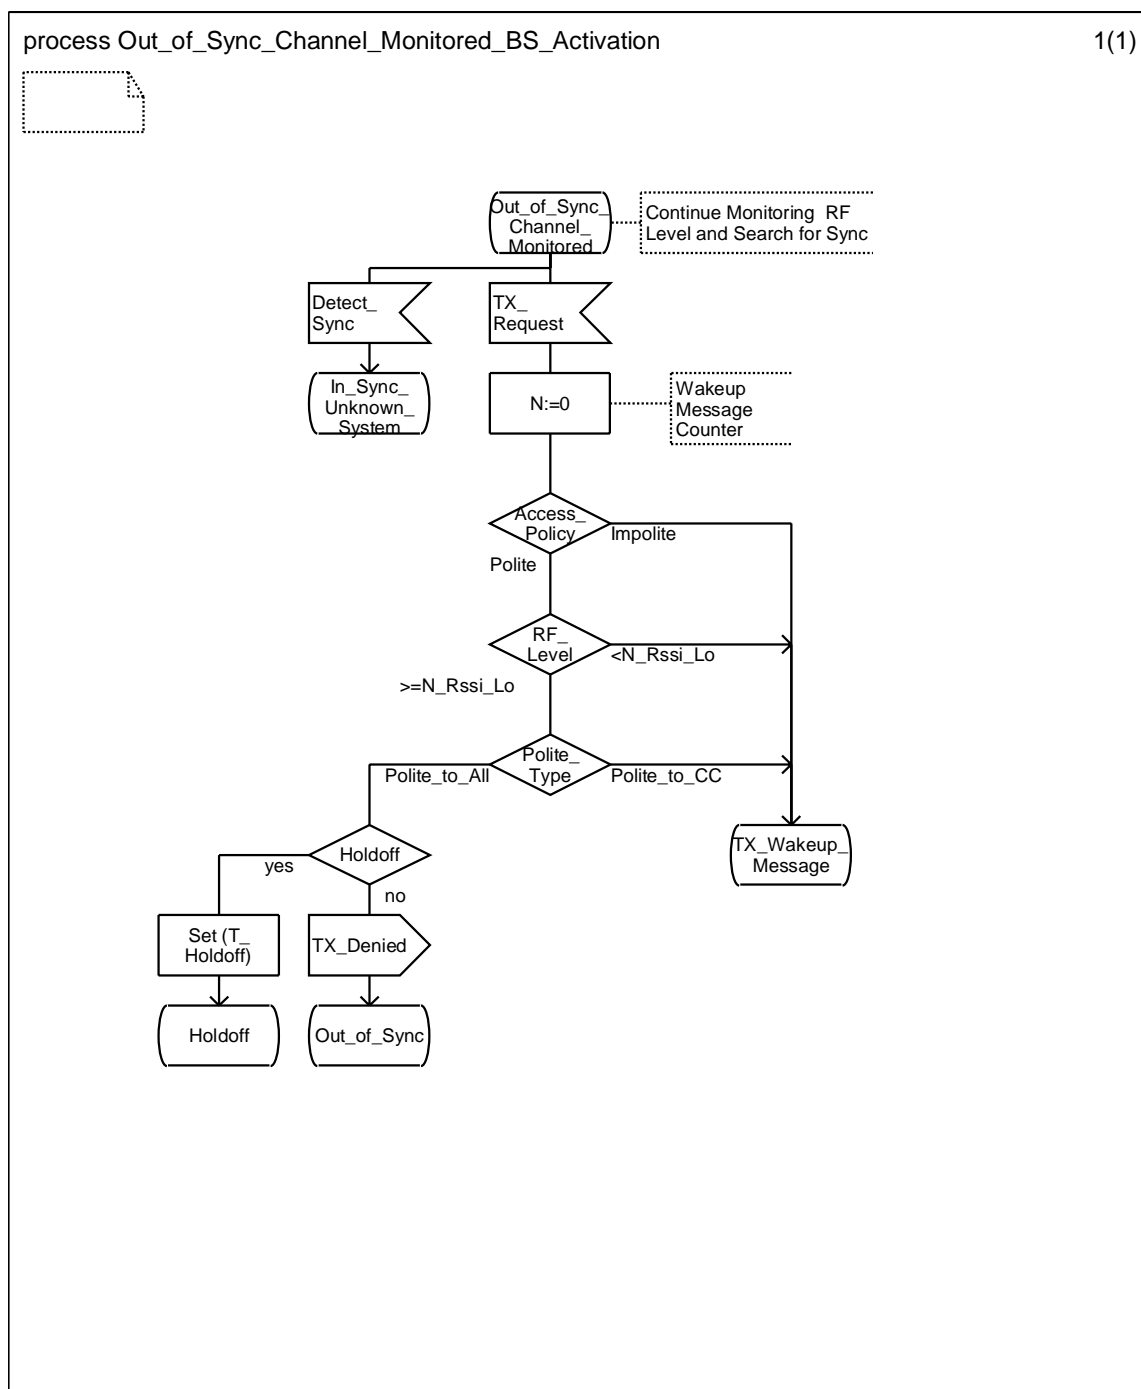 process Out_of_Sync_Channel_Monitored_BS_Activation 1(1)
Out_of_Sync_
Channel_
Monitored
Continue Monitoring RF
Level and Search for Sync
Detect_
Sync
TX_
Request
In_Sync_
Unknown_
System
N:=0
Wakeup
Message
Counter
Access_
Policy
Impolite
Polite
RF_
Level
<N_Rssi_Lo
>=N_Rssi_Lo
Polite_
Type
Polite_to_All
Polite_to_CC
TX_Wakeup_
Message
Holdoff
yes
no
Set (T_
Holdoff)
TX_Denied
Holdoff
Out_of_Sync